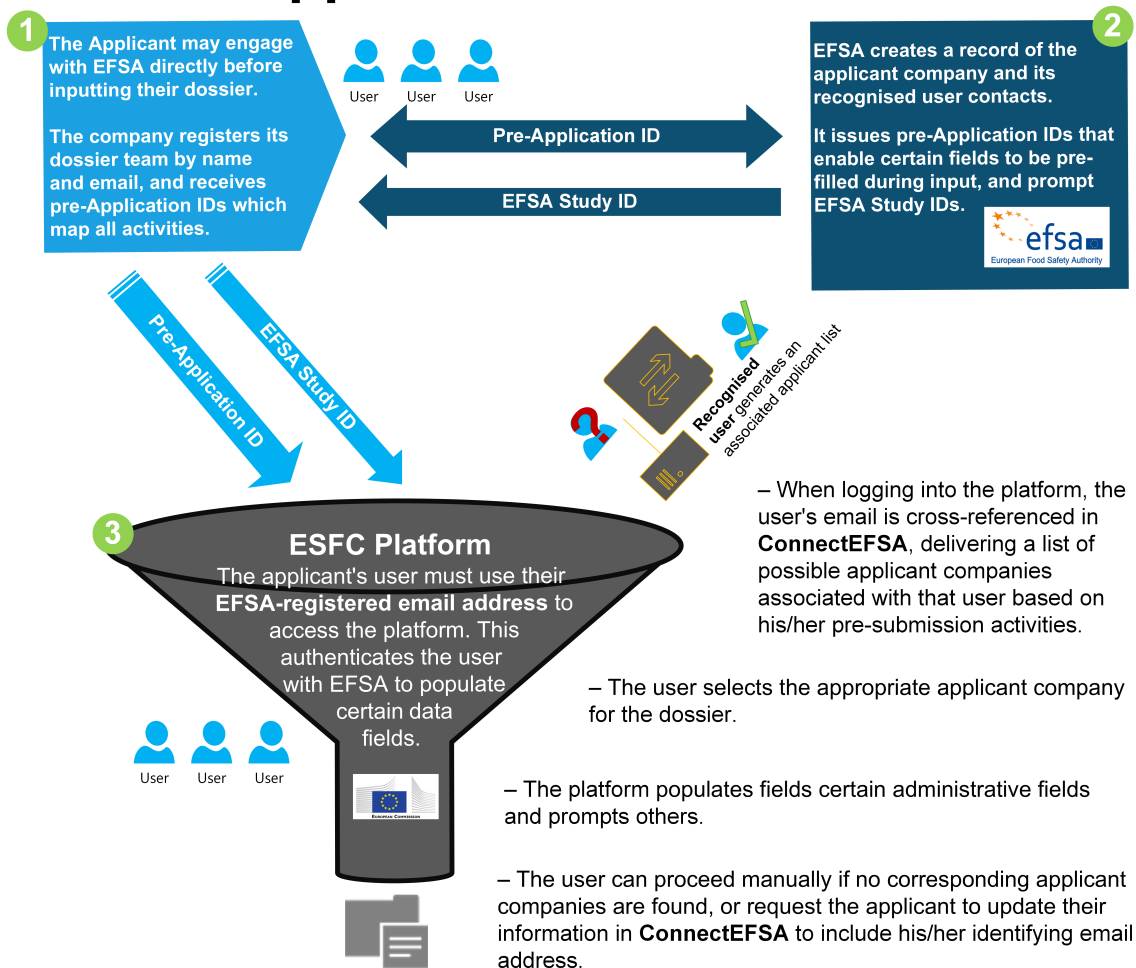 1
The Applicant may engage
with EFSA directly before
inputting their dossier.
The company registers its
dossier team by name
and email, and receives
pre-Application IDs which
map all activities.
User User User
Pre-Application ID
EFSA Study ID
2
EFSA creates a record of the
applicant company and its
recognised user contacts.
It issues pre-Application IDs that
enable certain fields to be pre-
filled during input, and prompt
EFSA Study IDs.
efsa
European Food Safety Authority
Pre-Application ID
EFSA Study ID
Recognised
user generates an
associated applicant list
3
ESFC Platform
The applicant's user must use their
EFSA-registered email address to
access the platform. This
authenticates the user
with EFSA to populate
certain data
fields.
User User User
EUROPEAN COMMISSION
– When logging into the platform, the
user's email is cross-referenced in
ConnectEFSA, delivering a list of
possible applicant companies
associated with that user based on
his/her pre-submission activities.
– The user selects the appropriate applicant company
for the dossier.
– The platform populates fields certain administrative fields
and prompts others.
– The user can proceed manually if no corresponding applicant
companies are found, or request the applicant to update their
information in ConnectEFSA to include his/her identifying email
address.